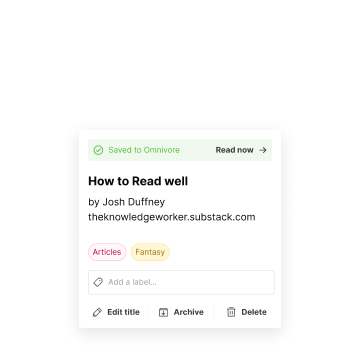 Saved to Omnivore Read now
How to Read well
by Josh Duffney
theknowledgeworker.substack.com
Articles Fantasy
Add a label...
Edit title Archive Delete